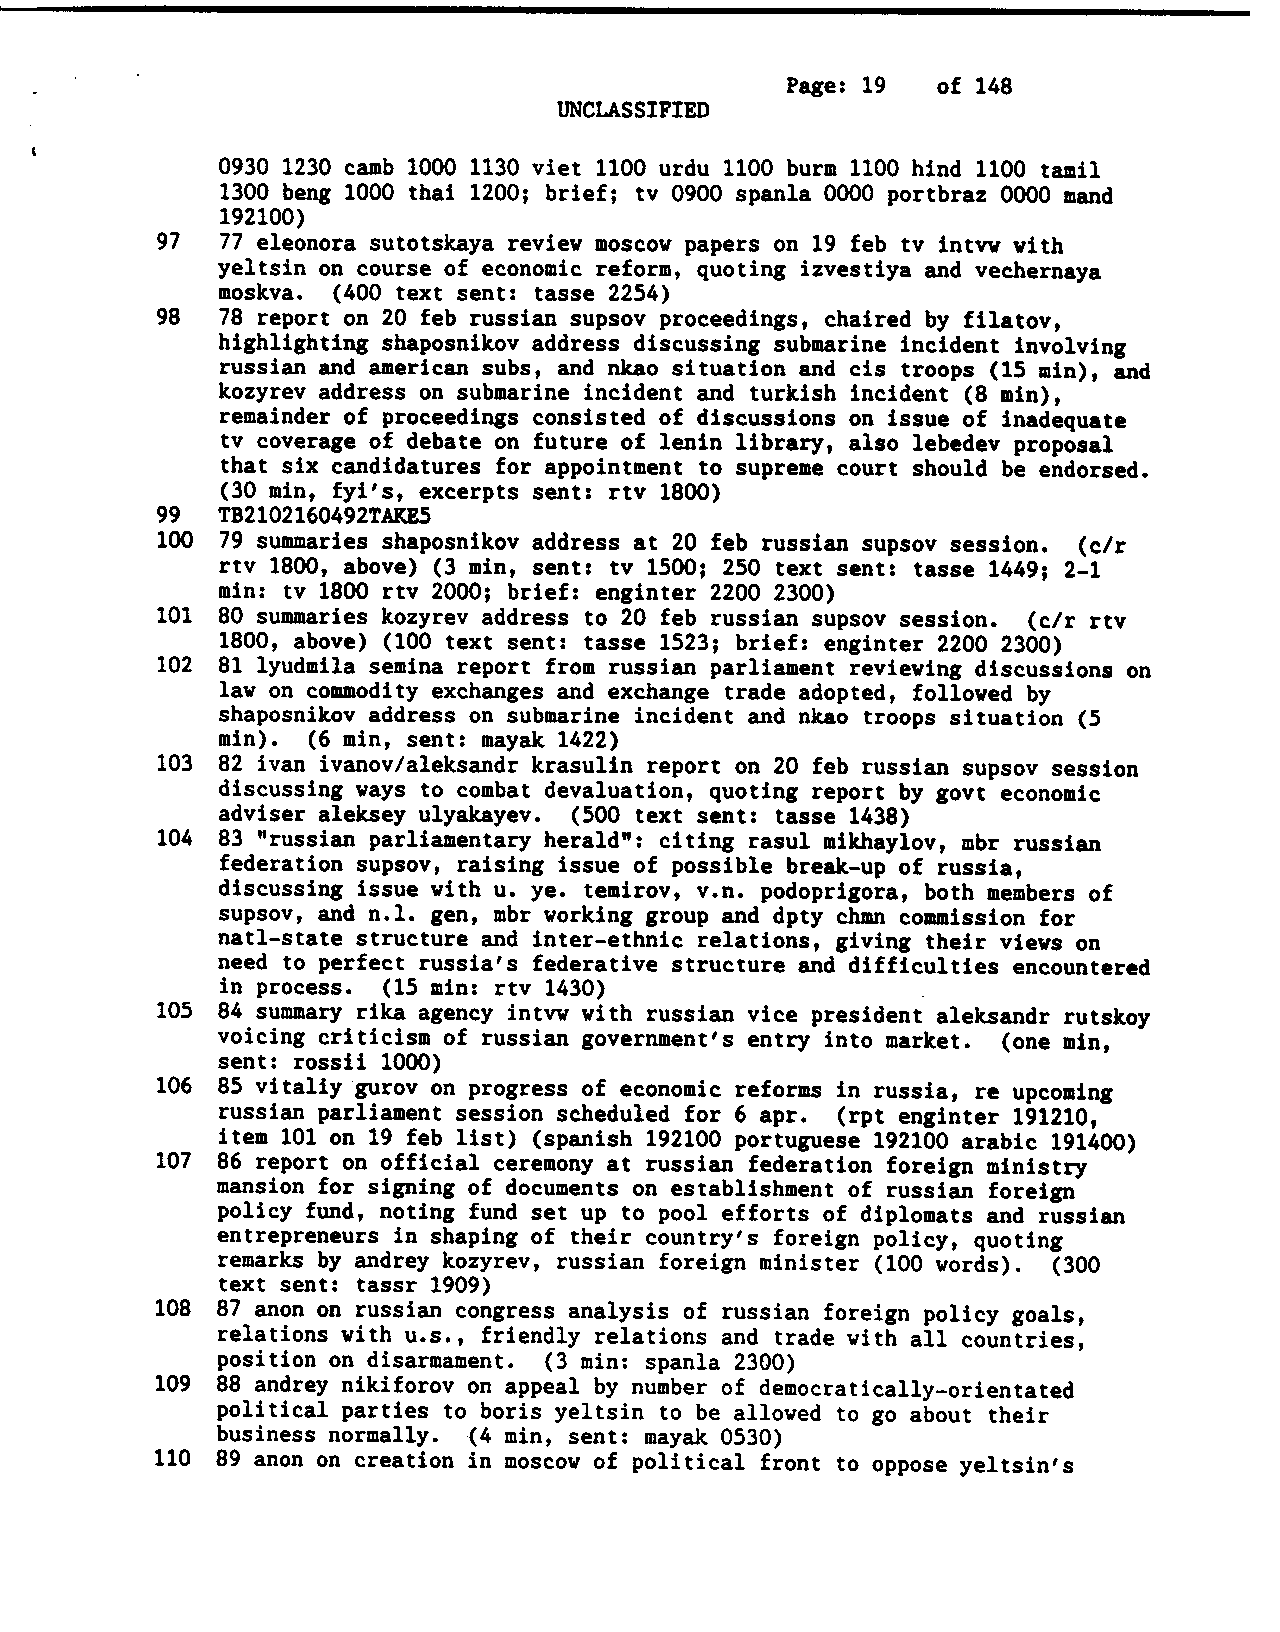 Page: 19 of 148
UNCLASSIFIED
0930 1230 camb 1000 1130 viet 1100 urdu 1100 burm 1100 hind 1100 tamil
1300 beng 1000 thai 1200; brief; tv 0900 spanla 0000 portbraz 0000 mand
192100)
97 77 eleonora sutotskaya review moscow papers on 19 feb tv intvw with
yeltsin on course of economic reform, quoting izvestiya and vechernaya
moskva. (400 text sent: tasse 2254)
98 78 report on 20 feb russian supsov proceedings, chaired by filatov,
highlighting shaposnikov address discussing submarine incident involving
russian and american subs, and nkao situation and cis troops (15 min), and
kozyrev address on submarine incident and turkish incident (8 min),
remainder of proceedings consisted of discussions on issue of inadequate
tv coverage of debate on future of lenin library, also lebedev proposal
that six candidatures for appointment to supreme court should be endorsed.
(30 min, fyi's, excerpts sent: rtv 1800)
99 TB2102160492TAKE5
100 79 summaries shaposnikov address at 20 feb russian supsov session. (c/r
rtv 1800, above) (3 min, sent: tv 1500; 250 text sent: tasse 1449; 2-1
min: tv 1800 rtv 2000; brief: enginter 2200 2300)
101 80 summaries kozyrev address to 20 feb russian supsov session. (c/r rtv
1800, above) (100 text sent: tasse 1523; brief: enginter 2200 2300)
102 81 lyudmila semina report from russian parliament reviewing discussions on
law on commodity exchanges and exchange trade adopted, followed by
shaposnikov address on submarine incident and nkao troops situation (5
min). (6 min, sent: mayak 1422)
103 82 ivan ivanov/aleksandr krasulin report on 20 feb russian supsov session
discussing ways to combat devaluation, quoting report by govt economic
adviser aleksey ulyakayev. (500 text sent: tasse 1438)
104 83 "russian parliamentary herald": citing rasul mikhaylov, mbr russian
federation supsov, raising issue of possible break-up of russia,
discussing issue with u. ye. temirov, v.n. podoprigora, both members of
supsov, and n.l. gen, mbr working group and dpty chmn commission for
natl-state structure and inter-ethnic relations, giving their views on
need to perfect russia's federative structure and difficulties encountered
in process. (15 min: rtv 1430)
105 84 summary rika agency intvw with russian vice president aleksandr rutskoy
voicing criticism of russian government's entry into market. (one min,
sent: rossii 1000)
106 85 vitaliy gurov on progress of economic reforms in russia, re upcoming
russian parliament session scheduled for 6 apr. (rpt enginter 191210,
item 101 on 19 feb list) (spanish 192100 portuguese 192100 arabic 191400)
107 86 report on official ceremony at russian federation foreign ministry
mansion for signing of documents on establishment of russian foreign
policy fund, noting fund set up to pool efforts of diplomats and russian
entrepreneurs in shaping of their country's foreign policy, quoting
remarks by andrey kozyrev, russian foreign minister (100 words). (300
text sent: tassr 1909)
108 87 anon on russian congress analysis of russian foreign policy goals,
relations with u.s., friendly relations and trade with all countries,
position on disarmament. (3 min: spanla 2300)
109 88 andrey nikiforov on appeal by number of democratically-orientated
political parties to boris yeltsin to be allowed to go about their
business normally. (4 min, sent: mayak 0530)
110 89 anon on creation in moscow of political front to oppose yeltsin's